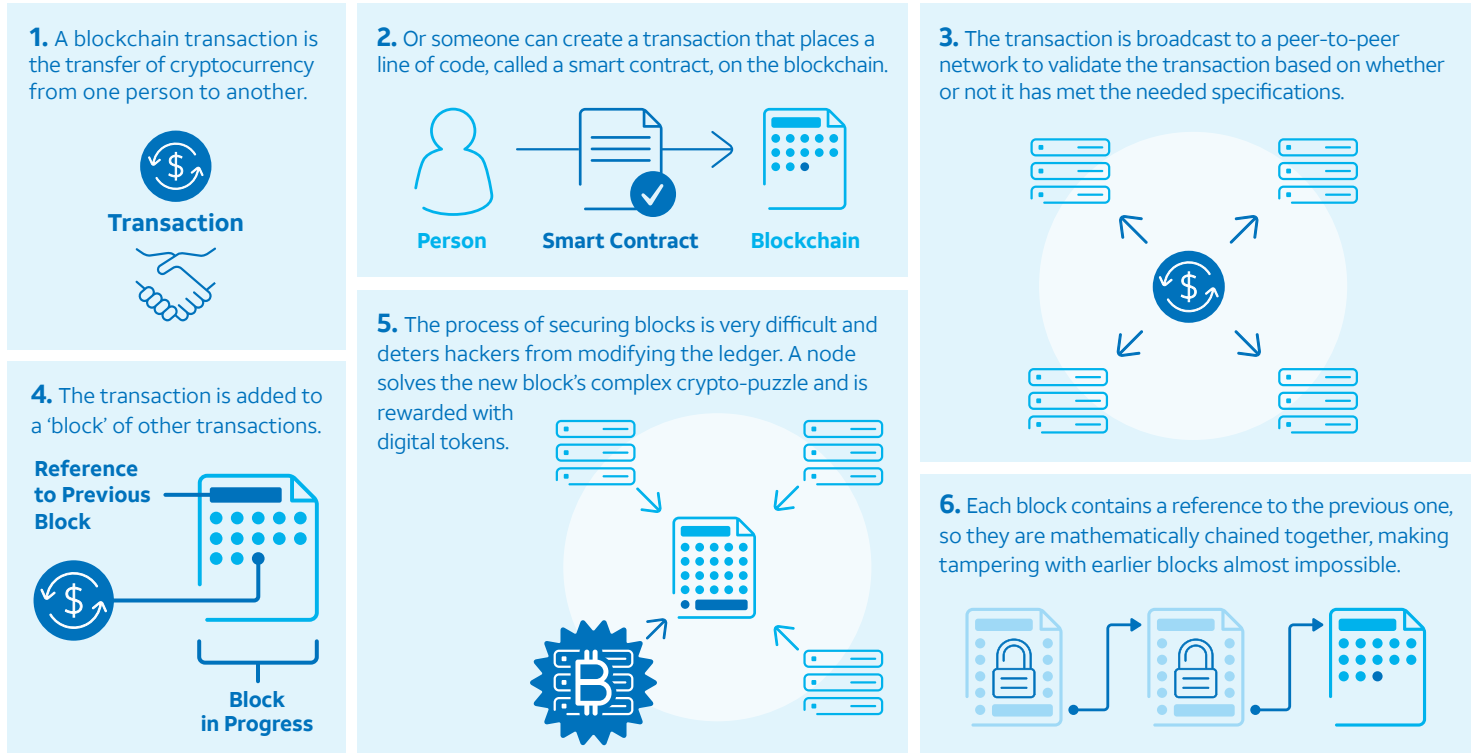 1. A blockchain transaction is
the transfer of cryptocurrency
from one person to another.
$
Transaction
2. Or someone can create a transaction that places a
line of code, called a smart contract, on the blockchain.
Person
Smart Contract
Blockchain
3. The transaction is broadcast to a peer-to-peer
network to validate the transaction based on whether
or not it has met the needed specifications.
$
4. The transaction is added to
a ‘block’ of other transactions.
Reference
to Previous
Block
$
Block
in Progress
5. The process of securing blocks is very difficult and
deters hackers from modifying the ledger. A node
solves the new block’s complex crypto-puzzle and is
rewarded with
digital tokens.
6. Each block contains a reference to the previous one,
so they are mathematically chained together, making
tampering with earlier blocks almost impossible.